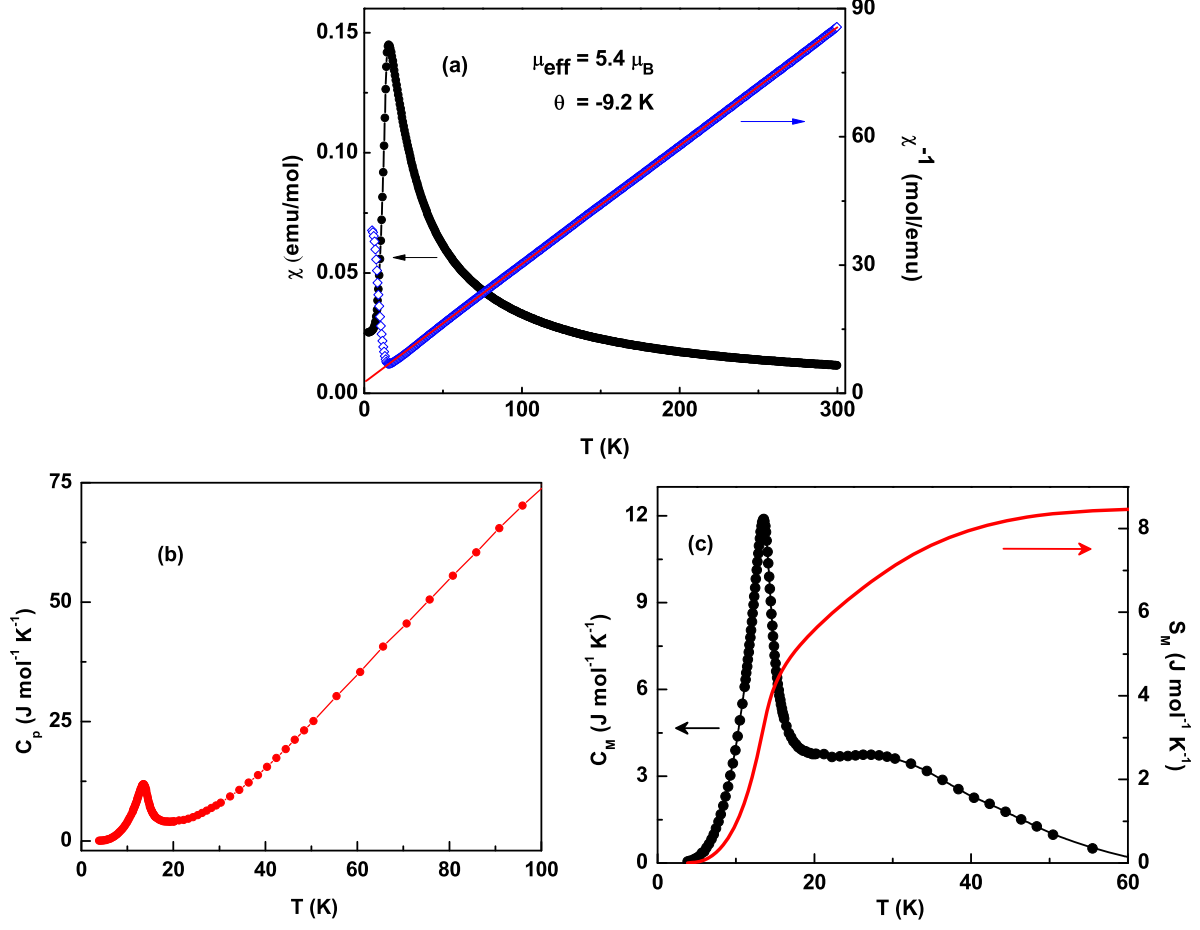 (a)
μeff = 5.4 μB
θ = -9.2 K
χ (emu/mol)
0.15
0.10
0.05
0.00
χ-1 (mol/emu)
90
60
30
0
0 100 200 300
T (K)
(b)
Cp (J mol-1 K-1)
75
50
25
0
0 20 40 60 80 100
T (K)
(c)
CM (J mol-1 K-1)
12
9
6
3
0
SM (J mol-1 K-1)
8
6
4
2
0
0 20 40 60
T (K)